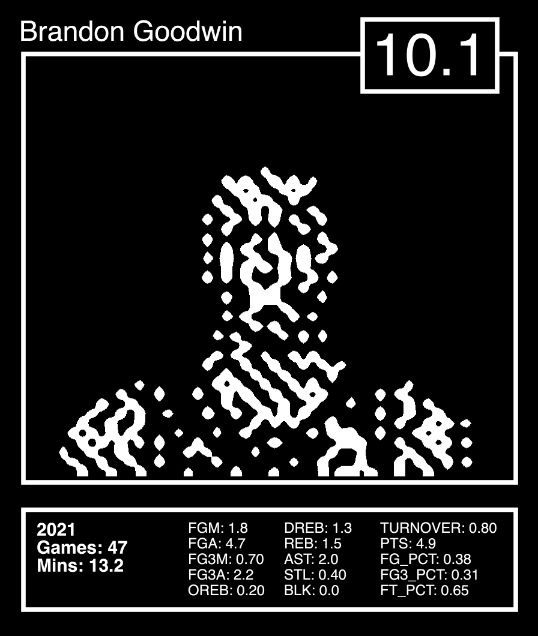 Brandon Goodwin
10.1
2021
Games: 47
Mins: 13.2
FGM: 1.8
FGA: 4.7
FG3M: 0.70
FG3A: 2.2
OREB: 0.20
DREB: 1.3
REB: 1.5
AST: 2.0
STL: 0.40
BLK: 0.0
TURNOVER: 0.80
PTS: 4.9
FG_PCT: 0.38
FG3_PCT: 0.31
FT_PCT: 0.65